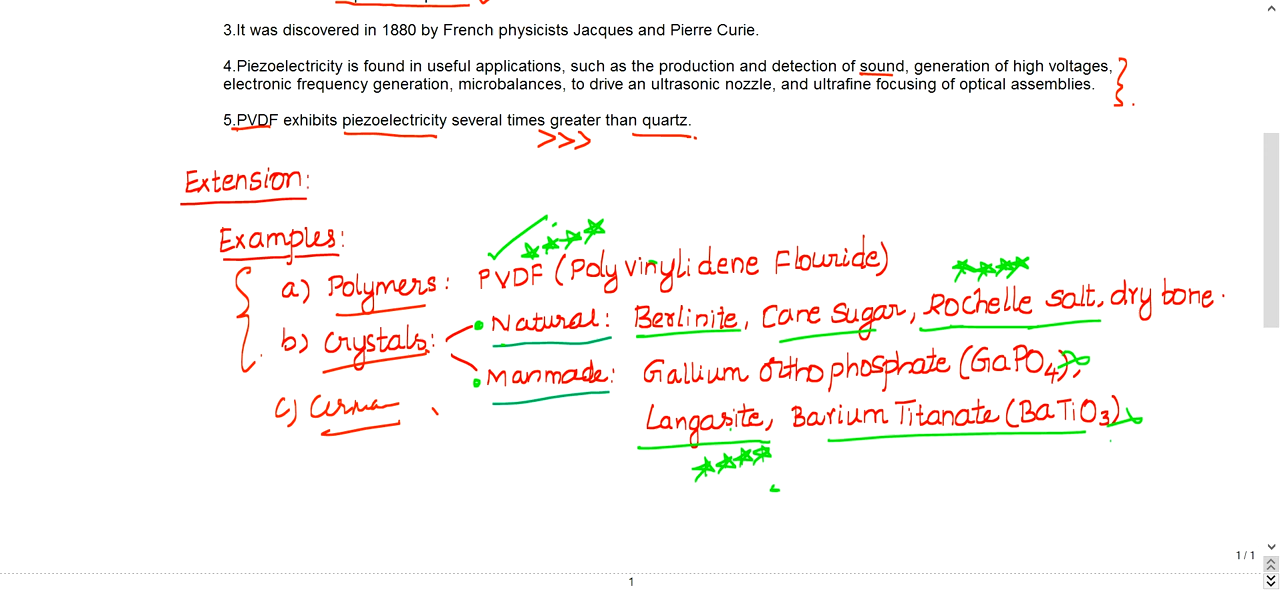 3.It was discovered in 1880 by French physicists Jacques and Pierre Curie.
4.Piezoelectricity is found in useful applications, such as the production and detection of sound, generation of high voltages,
electronic frequency generation, microbalances, to drive an ultrasonic nozzle, and ultrafine focusing of optical assemblies.
5.PVDF exhibits piezoelectricity several times greater than quartz.
>>>
Extension:
Examples:
a) Polymers: PVDF (Poly vinylidene Flouride)
b) Crystals: Natural: Berlinite, Cane Sugar, Rochelle salt, dry bone.
Manmade: Gallium Orthophosphate (GaPO4),
Langasite, Barium Titanate (BaTiO3)
c)
1 / 1
1